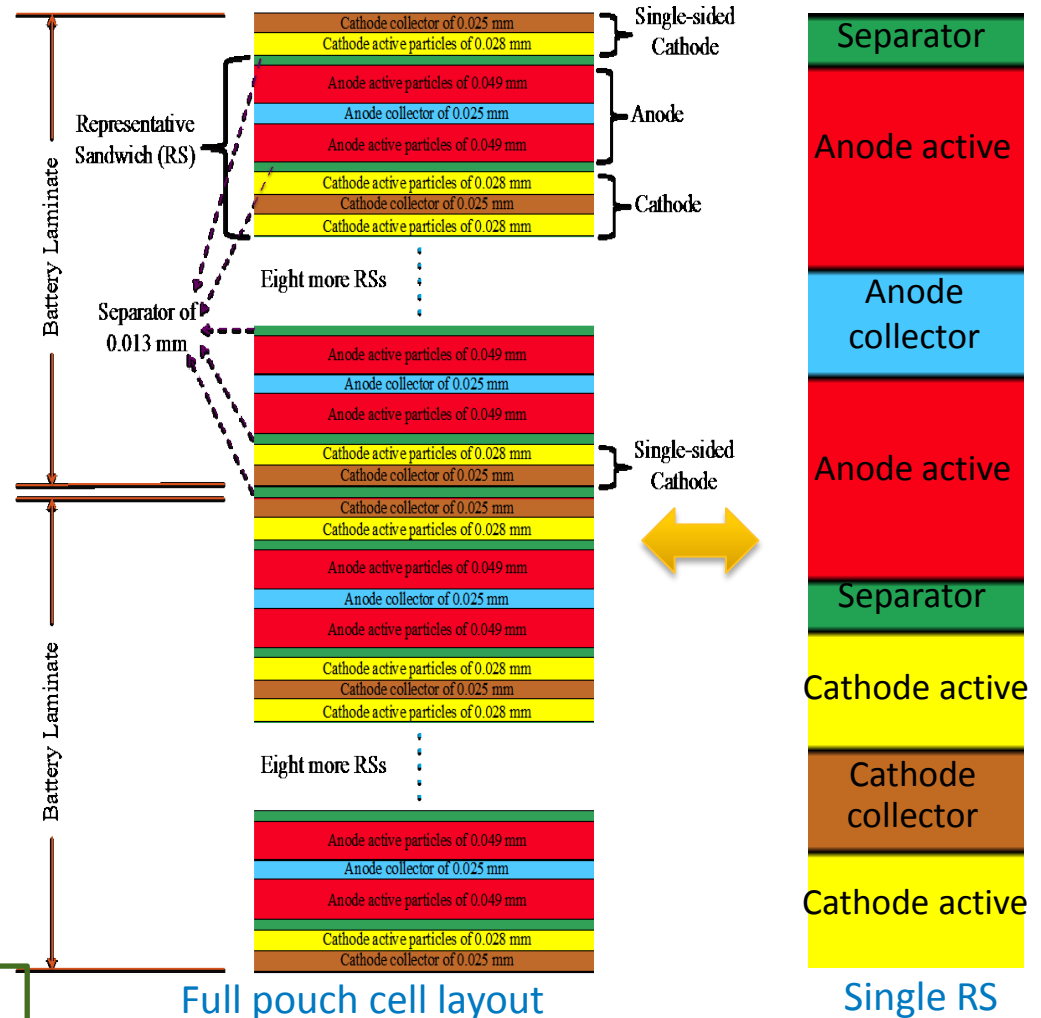 Cathode collector of 0.025 mm
Cathode active particles of 0.028 mm
Single-sided
Cathode
Anode active particles of 0.049 mm
Anode collector of 0.025 mm
Anode active particles of 0.049 mm
Anode
Representative
Sandwich (RS)
Cathode active particles of 0.028 mm
Cathode collector of 0.025 mm
Cathode active particles of 0.028 mm
Cathode
Battery Laminate
Eight more RSs
Separator of
0.013 mm
Anode active particles of 0.049 mm
Anode collector of 0.025 mm
Anode active particles of 0.049 mm
Cathode active particles of 0.028 mm
Cathode collector of 0.025 mm
Single-sided
Cathode
Cathode collector of 0.025 mm
Cathode active particles of 0.028 mm
Anode active particles of 0.049 mm
Anode collector of 0.025 mm
Anode active particles of 0.049 mm
Cathode active particles of 0.028 mm
Cathode collector of 0.025 mm
Cathode active particles of 0.028 mm
Battery Laminate
Eight more RSs
Anode active particles of 0.049 mm
Anode collector of 0.025 mm
Anode active particles of 0.049 mm
Cathode active particles of 0.028 mm
Cathode collector of 0.025 mm
Full pouch cell layout
Separator
Anode active
Anode
collector
Anode active
Separator
Cathode active
Cathode
collector
Cathode active
Single RS